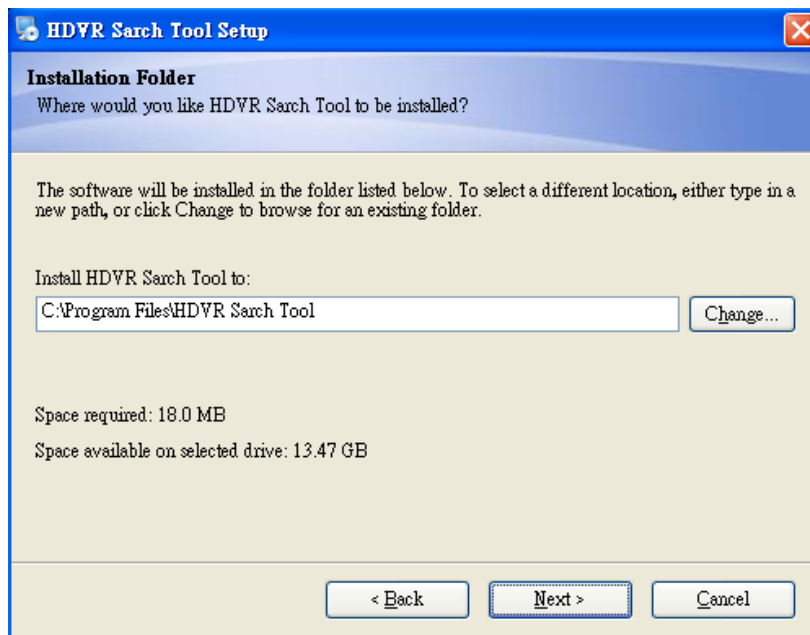 HDVR Sarch Tool Setup
Installation Folder
Where would you like HDVR Sarch Tool to be installed?
The software will be installed in the folder listed below. To select a different location, either type in a
new path, or click Change to browse for an existing folder.
Install HDVR Sarch Tool to:
C:\Program Files\HDVR Sarch Tool
Change...
Space required: 18.0 MB
Space available on selected drive: 13.47 GB
< Back Next > Cancel